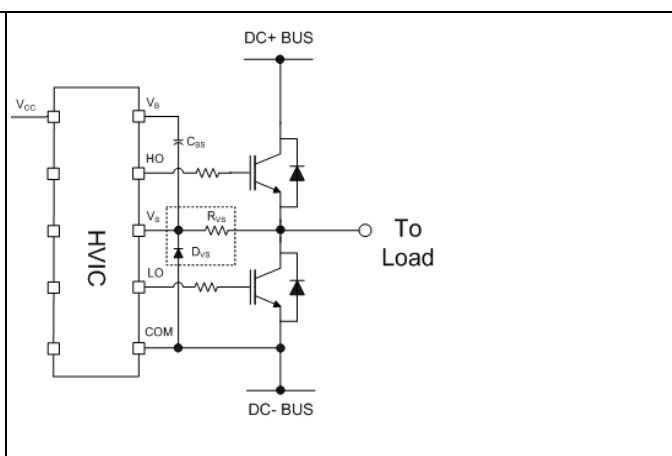 DC+ BUS
VCC
VB
CBS
HO
VS
RVS
To
Load
HVIC
DVS
LO
COM
DC- BUS